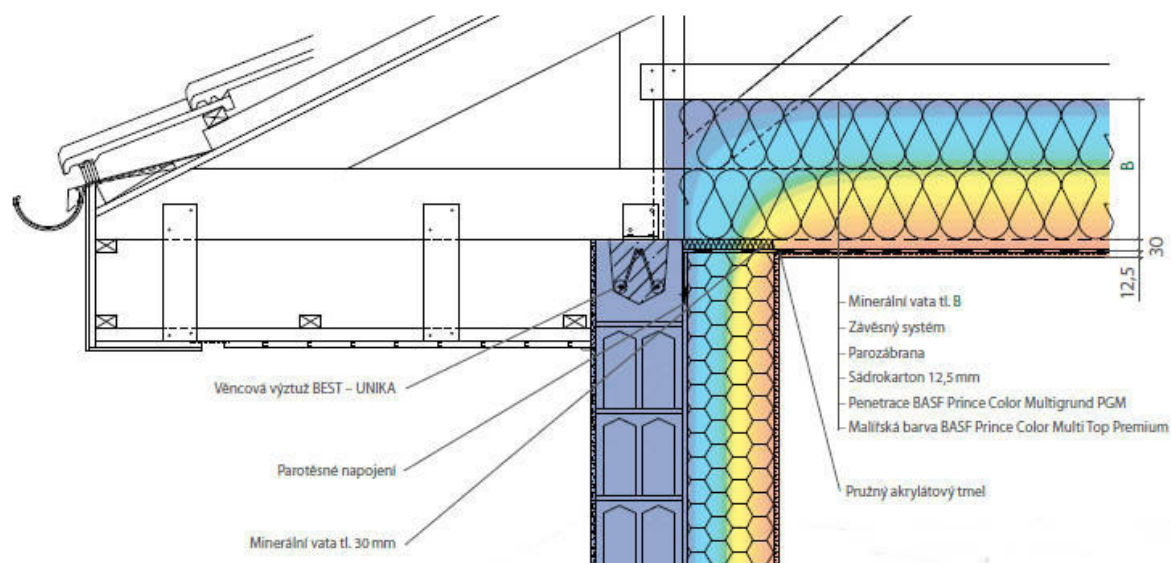 B
30
12,5
Minerální vata tl. B
Závěsný systém
Parozábrana
Sádrokarton 12,5 mm
Penetrace BASF Prince Color Multigrund PGM
Malířská barva BASF Prince Color Multi Top Premium
Pružný akrylátový tmel
Věncová výztuž BEST – UNIKA
Parotěsné napojení
Minerální vata tl. 30 mm